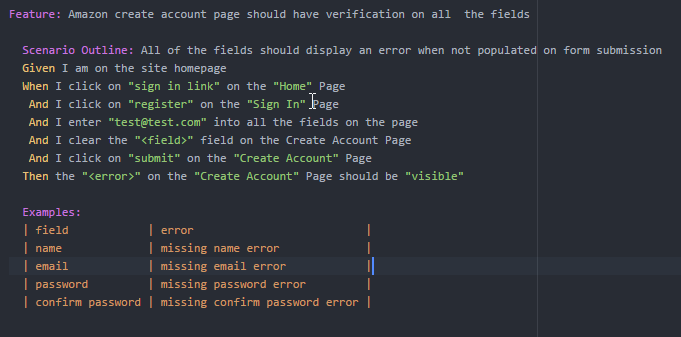 Feature: Amazon create account page should have verification on all  the fields
Scenario Outline: All of the fields should display an error when not populated on form submission
Given I am on the site homepage
When I click on "sign in link" on the "Home" Page
And I click on "register" on the "Sign In" Page
And I enter "test@test.com" into all the fields on the page
And I clear the "<field>" field on the Create Account Page
And I click on "submit" on the "Create Account" Page
Then the "<error>" on the "Create Account" Page should be "visible"
Examples:
| field            | error                          |
| name             | missing name error             |
| email            | missing email error            |
| password         | missing password error         |
| confirm password | missing confirm password error |